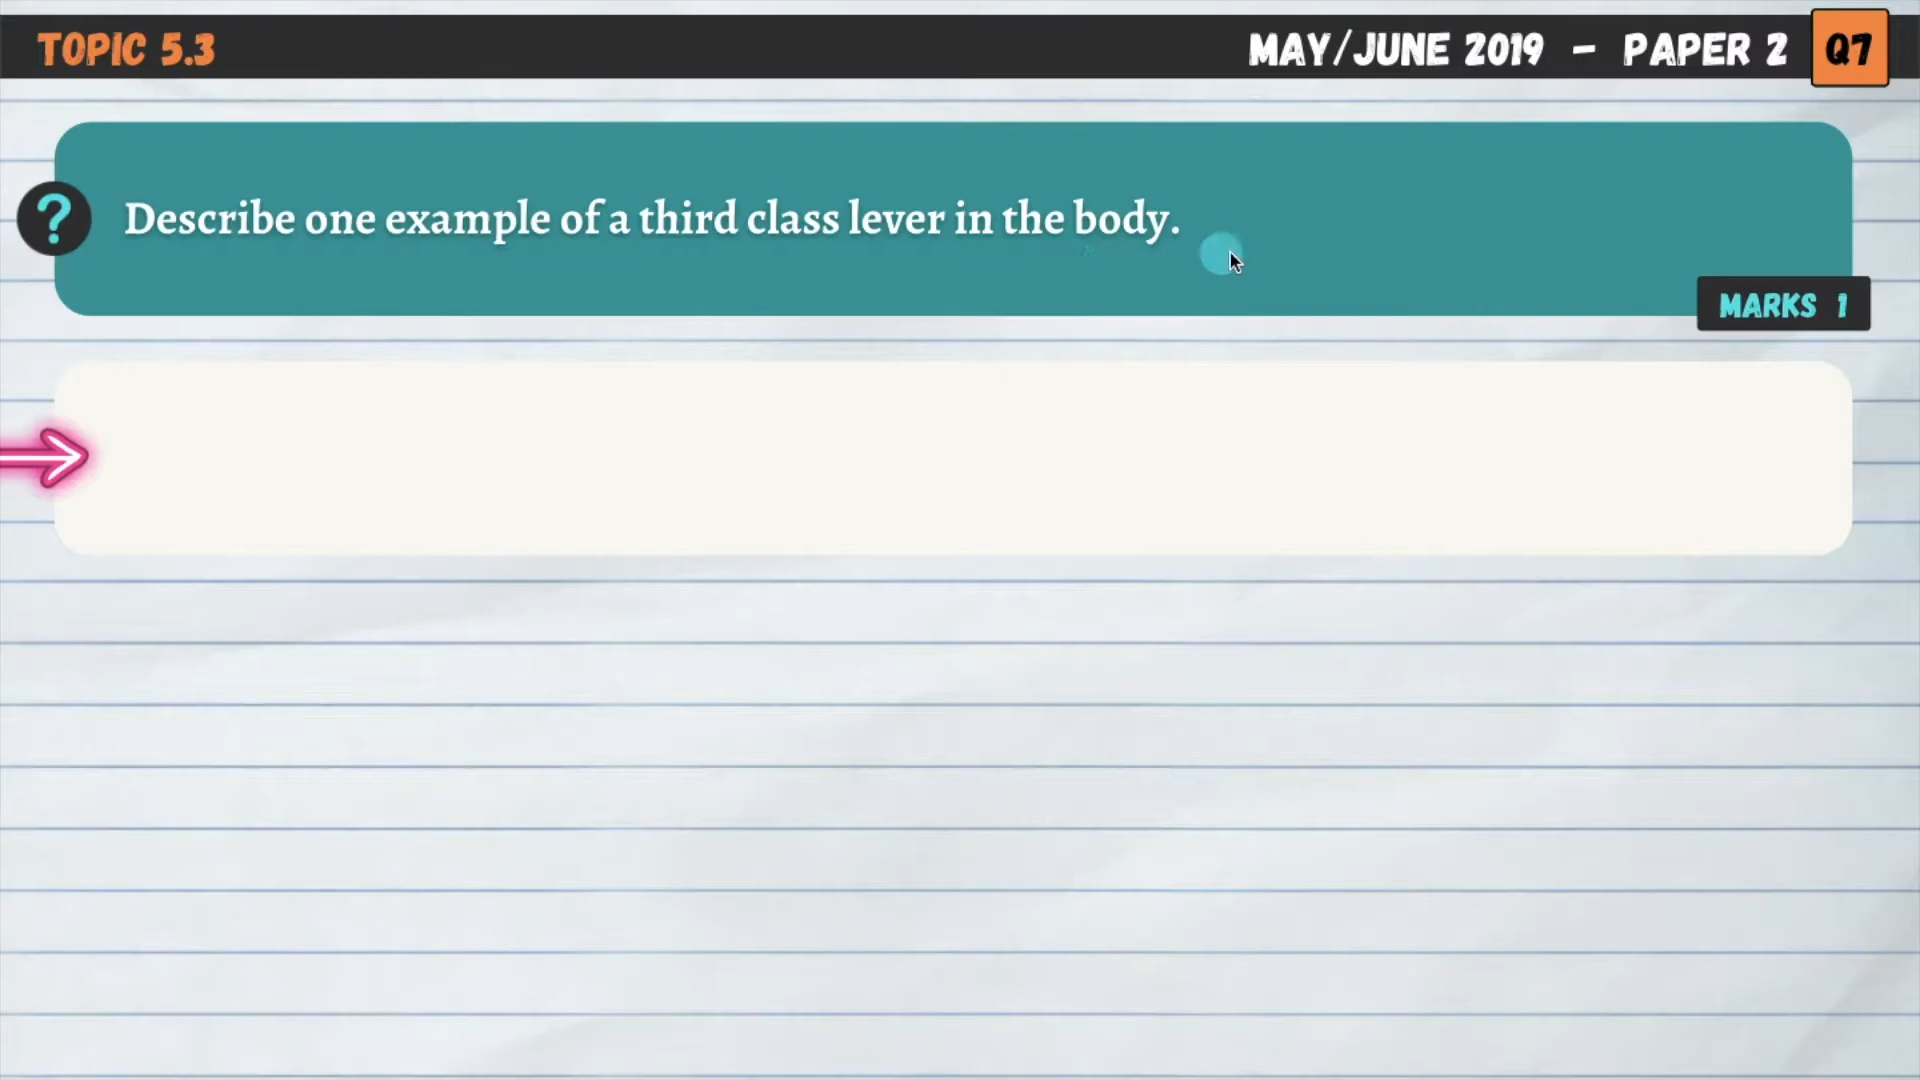 TOPIC 5.3
MAY/JUNE 2019 - PAPER 2 Q7
? Describe one example of a third class lever in the body.
MARKS 1